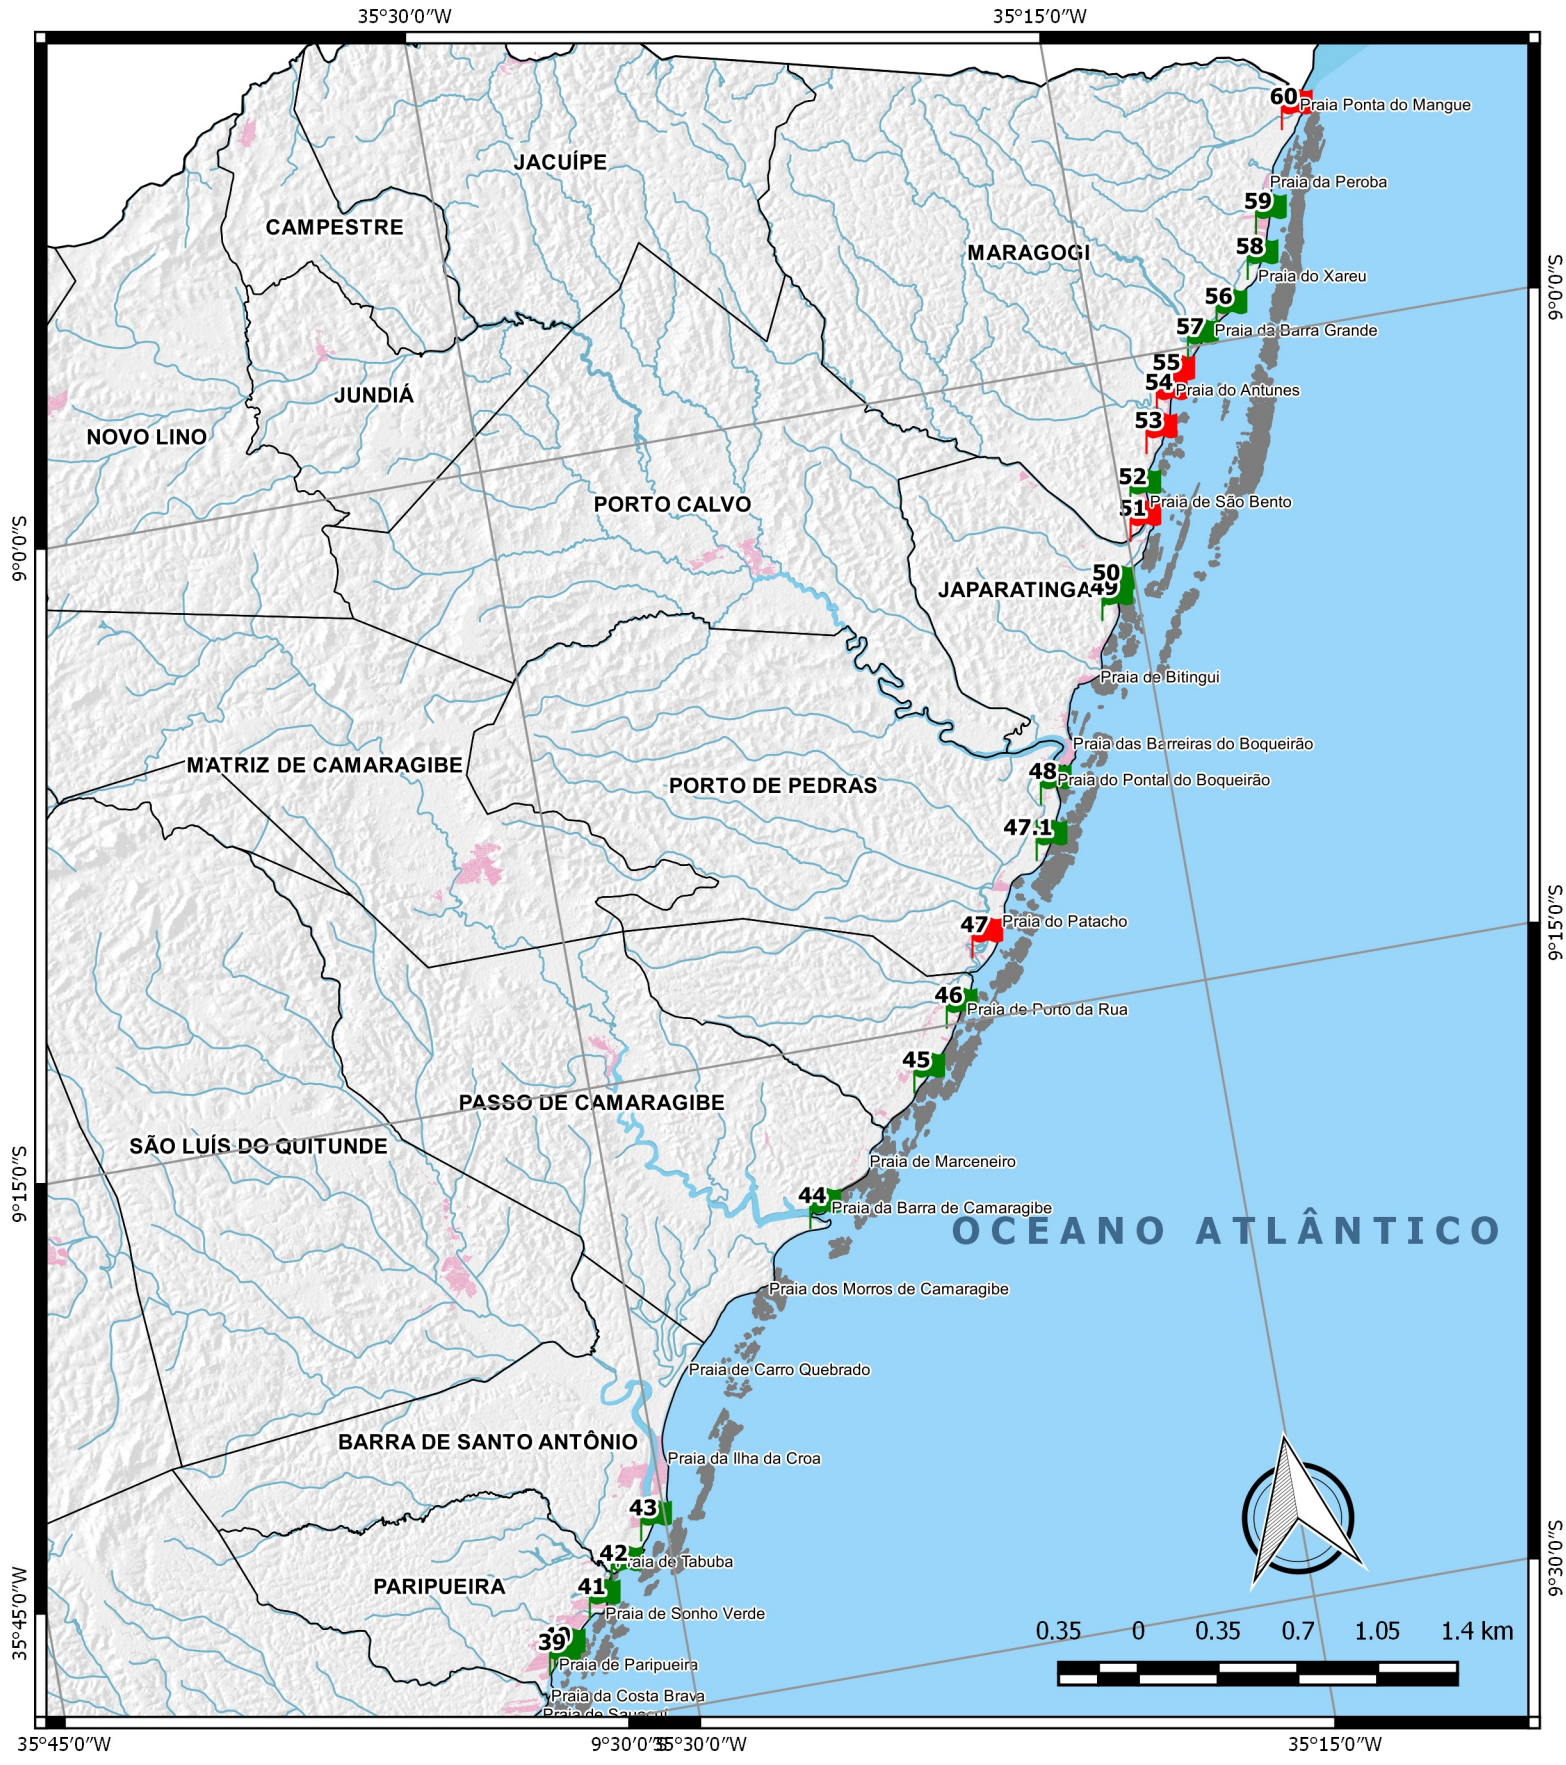 35°30′0″W
35°15′0″W
60
Praia Ponta do Mangue
JACUÍPE
Praia da Peroba
59
CAMPESTRE
58
MARAGOGI
Praia do Xareu
9°0′0″S
56
57
Praia da Barra Grande
55
54
Praia do Antunes
JUNDIÁ
53
NOVO LINO
52
Praia de São Bento
PORTO CALVO
51
9°0′0″S
50
JAPARATINGA
49
Praia de Bitingui
Praia das Barreiras do Boqueirão
MATRIZ DE CAMARAGIBE
48
Praia do Pontal do Boqueirão
PORTO DE PEDRAS
47.1
47
Praia do Patacho
9°15′0″S
46
Praia de Porto da Rua
45
PASSO DE CAMARAGIBE
SÃO LUÍS DO QUITUNDE
Praia de Marceneiro
9°15′0″S
44
Praia da Barra de Camaragibe
OCEANO ATLÂNTICO
Praia dos Morros de Camaragibe
Praia de Carro Quebrado
BARRA DE SANTO ANTÔNIO
Praia da Ilha da Croa
43
42
Praia de Tabuba
9°30′0″S
PARIPUEIRA
41
Praia de Sonho Verde
35°45′0″W
0.35 0 0.35 0.7 1.05 1.4 km
40
39
Praia de Paripueira
Praia da Costa Brava
Praia de Sauaçui
35°45′0″W
9°30′0″S
35°30′0″W
35°15′0″W